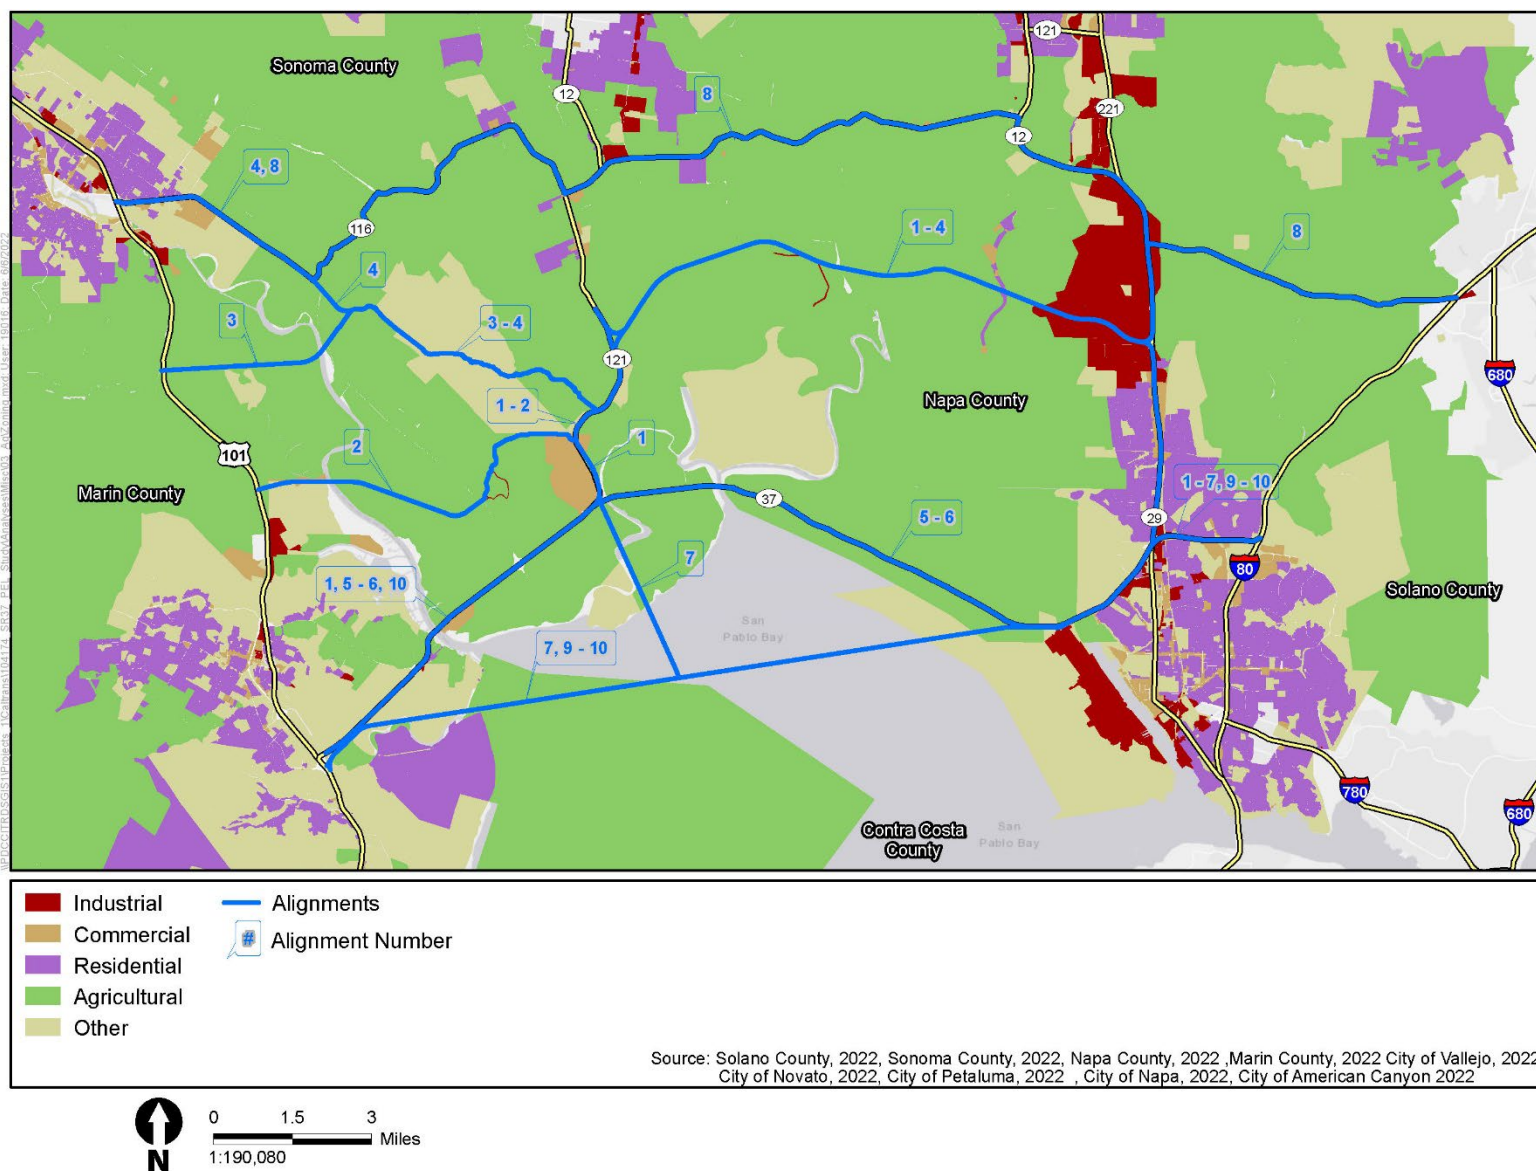 Sonoma County
121
12
221
8
12
4, 8
116
1 - 4
8
4
3
3 - 4
121
680
Napa County
1 - 2
1
101
2
Marin County
37
1 - 7, 9 - 10
5 - 6
29
7
80
1, 5 - 6, 10
Solano County
San
Pablo Bay
7, 9 - 10
780
680
Contra Costa
County
San
Pablo Bay
Industrial
Commercial
Residential
Agricultural
Other
Alignments
# Alignment Number
Source: Solano County, 2022, Sonoma County, 2022, Napa County, 2022 ,Marin County, 2022 City of Vallejo, 2022
City of Novato, 2022, City of Petaluma, 2022 , City of Napa, 2022, City of American Canyon 2022
N
0 1.5 3
Miles
1:190,080